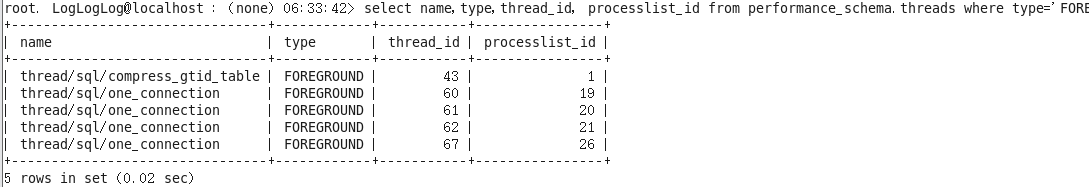 root. LogLogLog@localhost : (none) 06:33:42> select name,type,thread_id, processlist_id from performance_schema.threads where type='FORE
+-------------------------------+------------+-----------+----------------+
| name                          | type       | thread_id | processlist_id |
+-------------------------------+------------+-----------+----------------+
| thread/sql/compress_gtid_table | FOREGROUND |        43 |              1 |
| thread/sql/one_connection     | FOREGROUND |        60 |             19 |
| thread/sql/one_connection     | FOREGROUND |        61 |             20 |
| thread/sql/one_connection     | FOREGROUND |        62 |             21 |
| thread/sql/one_connection     | FOREGROUND |        67 |             26 |
+-------------------------------+------------+-----------+----------------+
5 rows in set (0.02 sec)